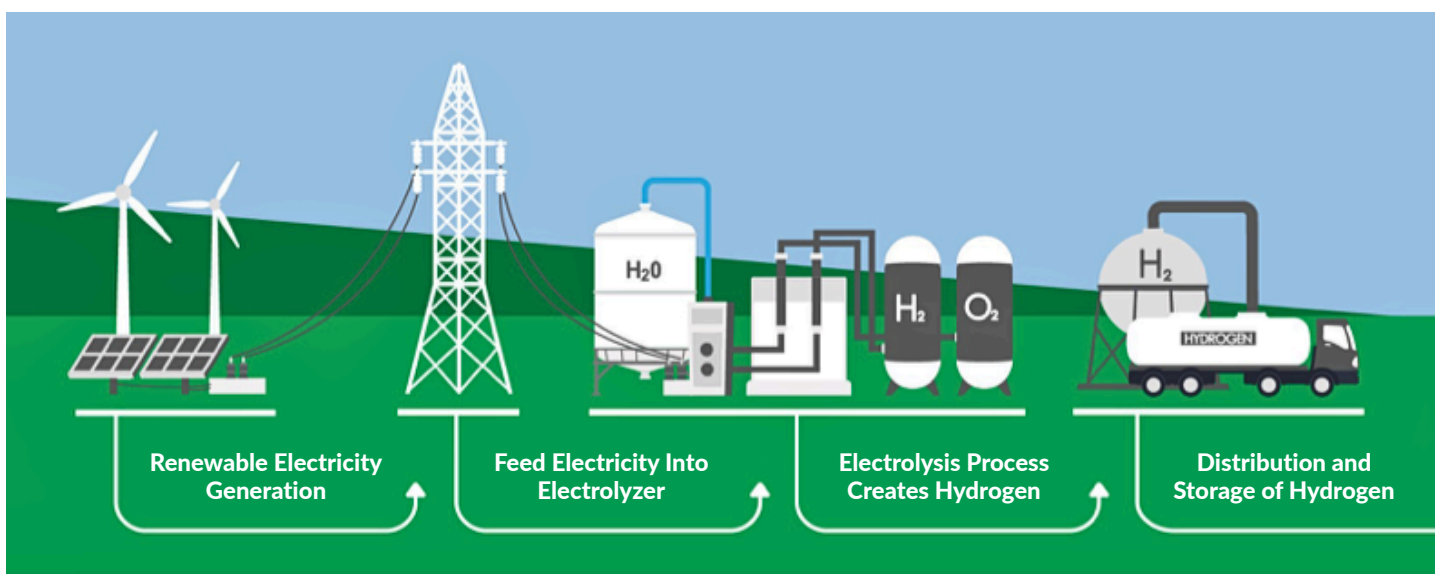 H₂0
H₂
O₂
H₂
HYDROGEN
Renewable Electricity
Generation
Feed Electricity Into
Electrolyzer
Electrolysis Process
Creates Hydrogen
Distribution and
Storage of Hydrogen